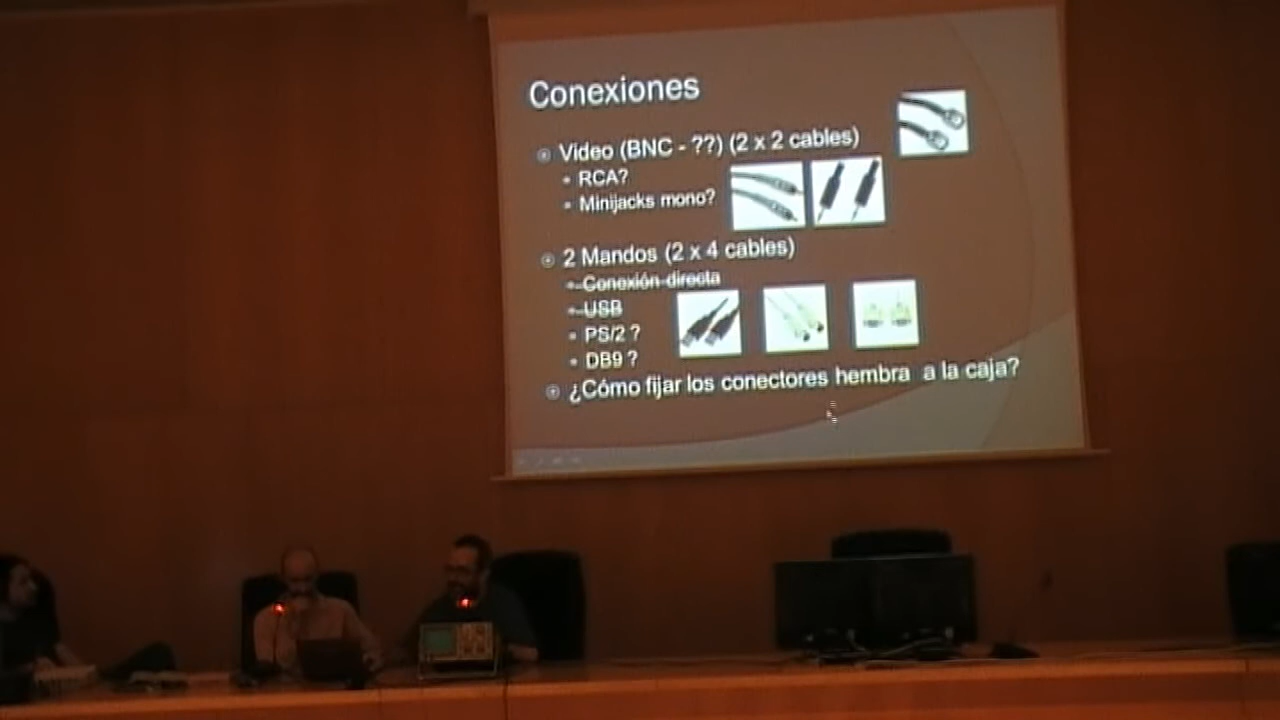 Conexiones
Video (BNC - ??) (2 x 2 cables)
RCA?
Minijacks mono?
2 Mandos (2 x 4 cables)
Conexión directa
USB
PS/2 ?
DB9 ?
¿Cómo fijar los conectores hembra a la caja?